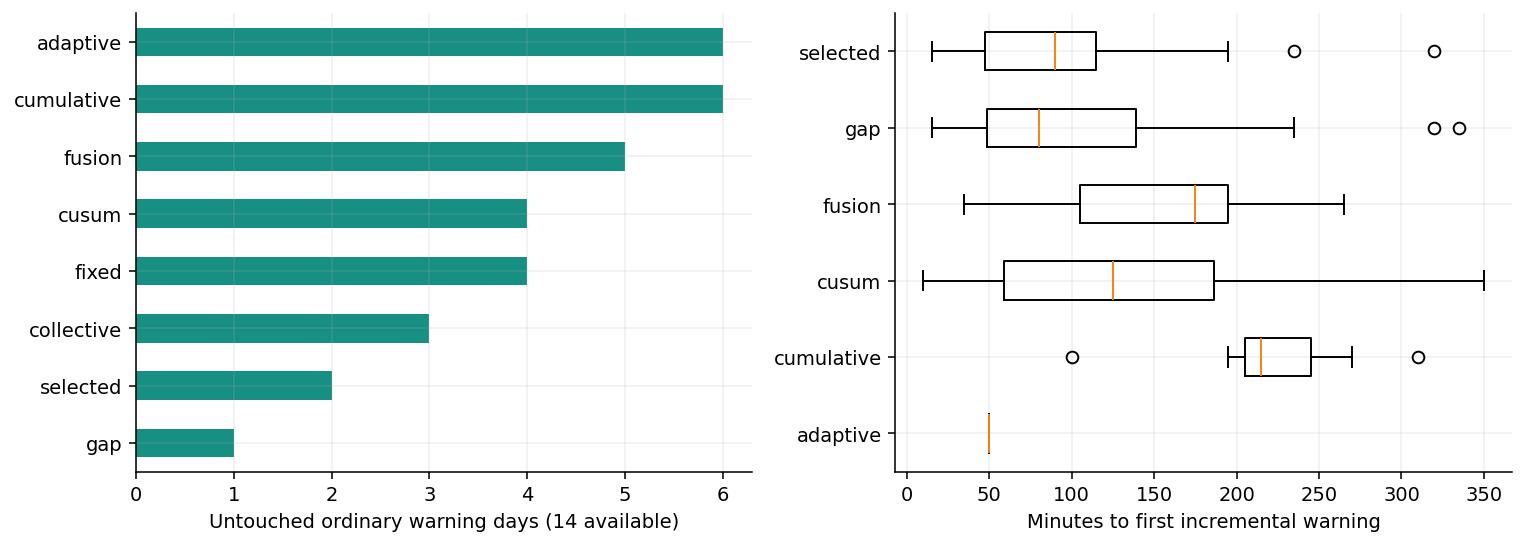 adaptive
cumulative
fusion
cusum
fixed
collective
selected
gap
0 1 2 3 4 5 6
Untouched ordinary warning days (14 available)
selected
gap
fusion
cusum
cumulative
adaptive
0 50 100 150 200 250 300 350
Minutes to first incremental warning